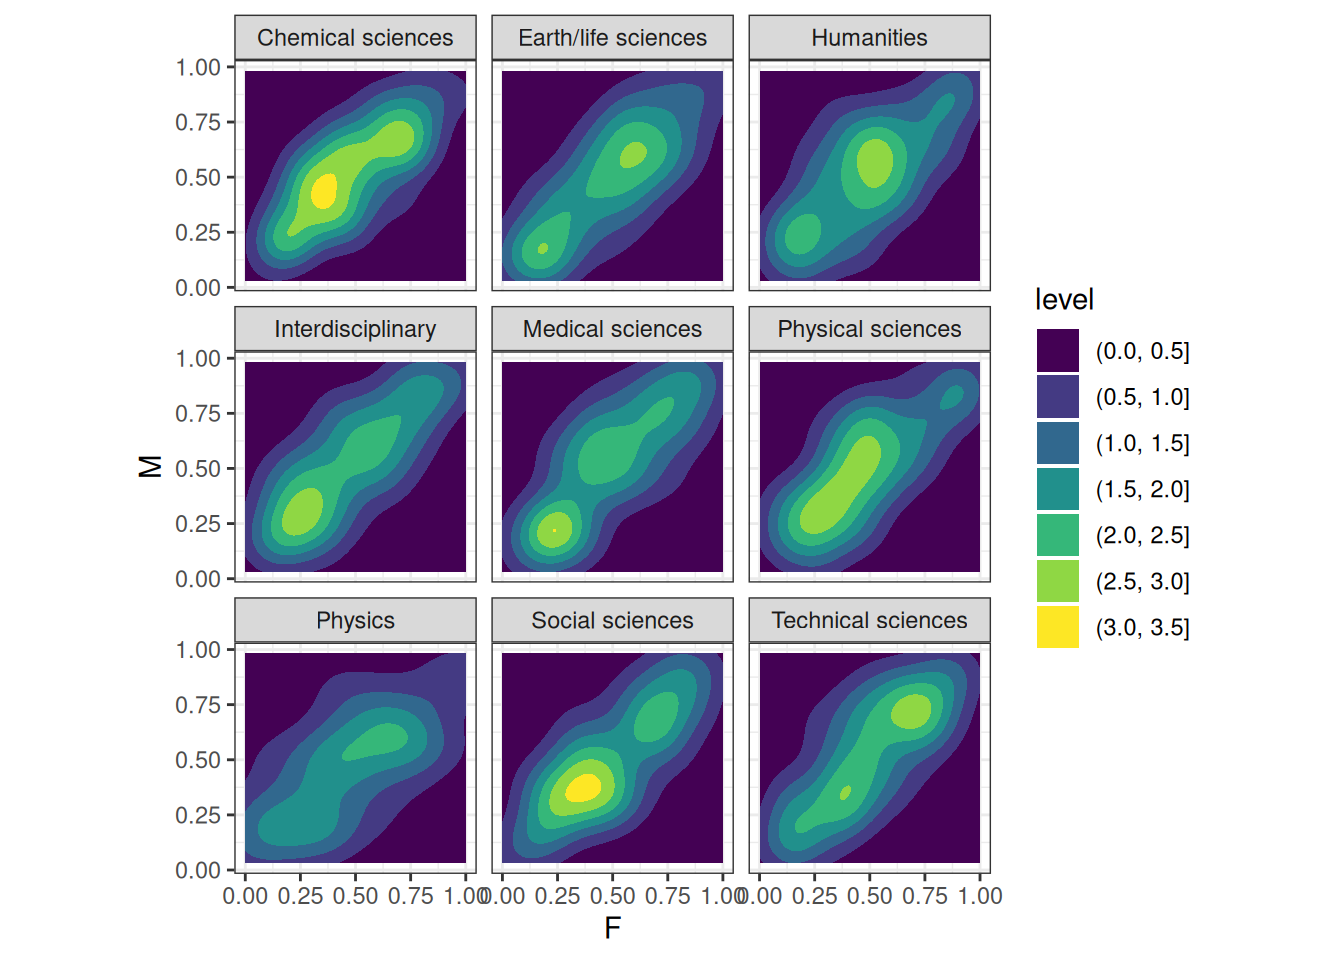 Chemical sciences
Earth/life sciences
Humanities
1.00
0.75
0.50
0.25
0.00
Interdisciplinary
Medical sciences
Physical sciences
1.00
0.75
0.50
0.25
0.00
Physics
Social sciences
Technical sciences
1.00
0.75
0.50
0.25
0.00
0.00 0.25 0.50 0.75 1.00
0.00 0.25 0.50 0.75 1.00
0.00 0.25 0.50 0.75 1.00
M
F
level
(0.0, 0.5]
(0.5, 1.0]
(1.0, 1.5]
(1.5, 2.0]
(2.0, 2.5]
(2.5, 3.0]
(3.0, 3.5]